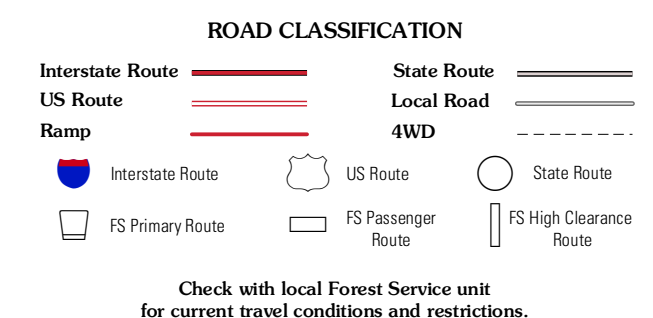 ROAD CLASSIFICATION
Interstate Route
State Route
US Route
Local Road
Ramp
4WD
Interstate Route
US Route
State Route
FS Primary Route
FS Passenger
Route
FS High Clearance
Route
Check with local Forest Service unit
for current travel conditions and restrictions.